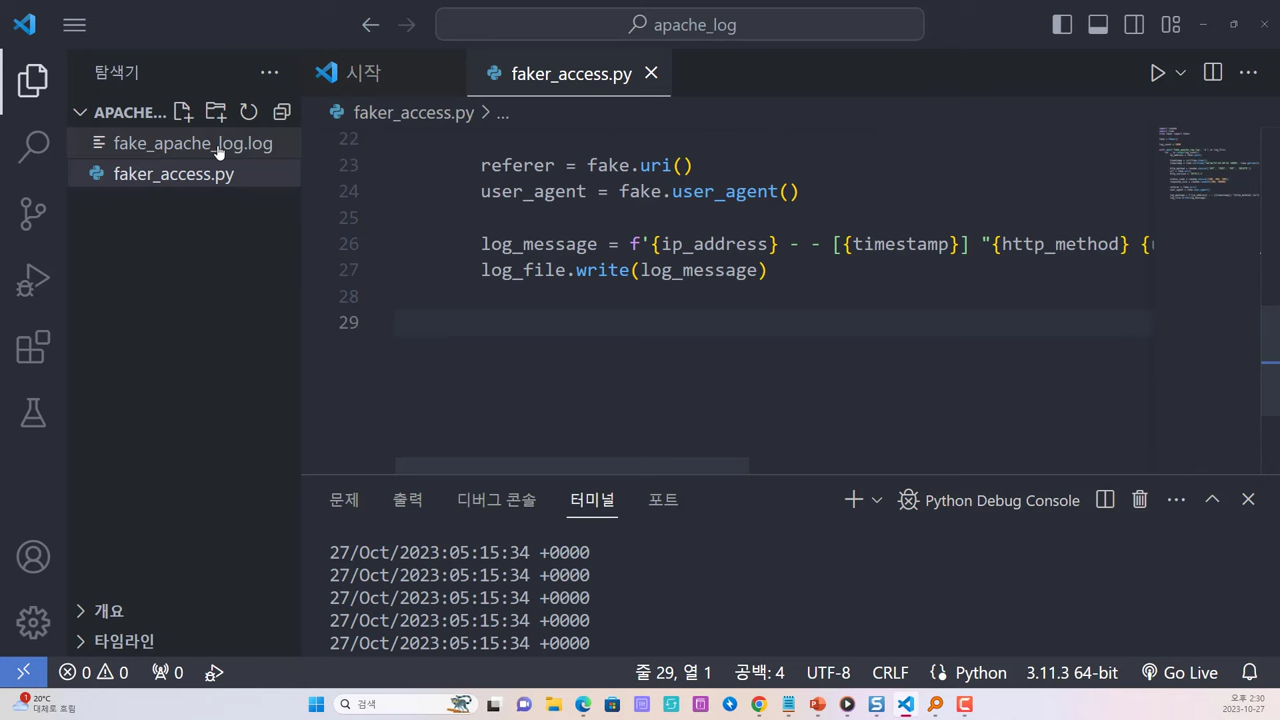 apache_log
탐색기
시작
faker_access.py
APACHE...
faker_access.py
...
fake_apache_log.log
faker_access.py
22
23 referer = fake.uri()
24 user_agent = fake.user_agent()
25
26 log_message = f'{ip_address} - - [{timestamp}] "{http_method} {
27 log_file.write(log_message)
28
29
문제 출력 디버그 콘솔 터미널 포트
Python Debug Console
27/Oct/2023:05:15:34 +0000
27/Oct/2023:05:15:34 +0000
27/Oct/2023:05:15:34 +0000
27/Oct/2023:05:15:34 +0000
27/Oct/2023:05:15:34 +0000
개요
타임라인
0 0 0
줄 29, 열 1 공백: 4 UTF-8 CRLF Python 3.11.3 64-bit Go Live
1
20°C
대체로 흐림
검색
오후 2:30
2023-10-27